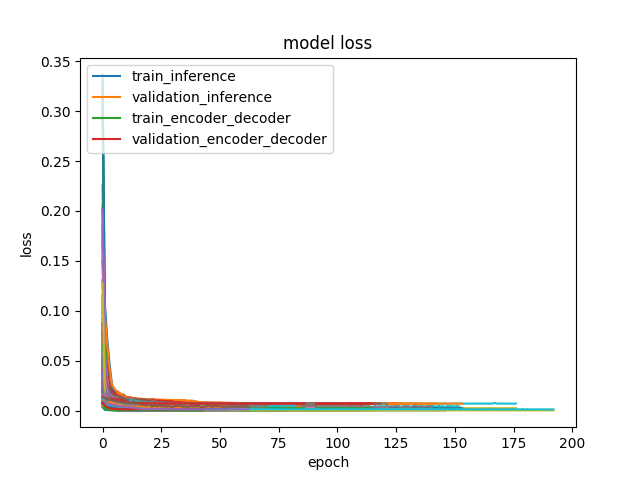 model loss
0.35
0.30
0.25
0.20
0.15
0.10
0.05
0.00
loss
train_inference
validation_inference
train_encoder_decoder
validation_encoder_decoder
0 25 50 75 100 125 150 175 200
epoch